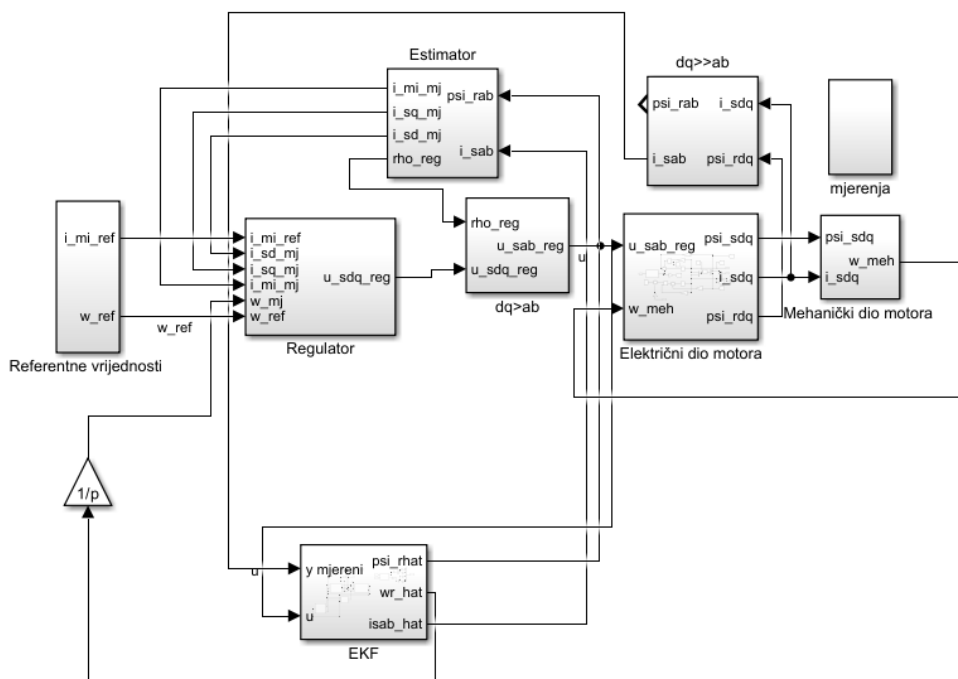 Estimator
i_mi_mj
psi_rab
i_sq_mj
i_sd_mj
rho_reg
i_sab
dq>>ab
psi_rab
i_sdq
i_sab
psi_rdq
mjerenja
i_mi_ref
w_ref
Referentne vrijednosti
w_ref
i_mi_ref
i_sd_mj
i_sq_mj
i_mi_mj
w_mj
w_ref
u_sdq_reg
Regulator
rho_reg
u_sab_reg
u_sdq_reg
dq>ab
u
u_sab_reg
psi_sdq
i_sdq
w_meh
psi_rdq
Električni dio motora
psi_sdq
w_meh
i_sdq
Mehanički dio motora
1/p
u
y mjereni
psi_rhat
wr_hat
u
isab_hat
EKF